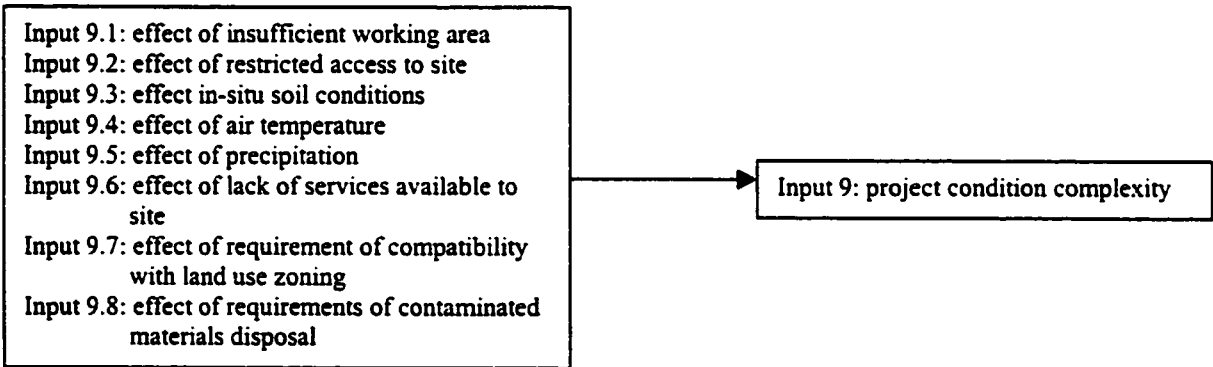 Input 9.1: effect of insufficient working area
Input 9.2: effect of restricted access to site
Input 9.3: effect in-situ soil conditions
Input 9.4: effect of air temperature
Input 9.5: effect of precipitation
Input 9.6: effect of lack of services available to
site
Input 9.7: effect of requirement of compatibility
with land use zoning
Input 9.8: effect of requirements of contaminated
materials disposal
Input 9: project condition complexity